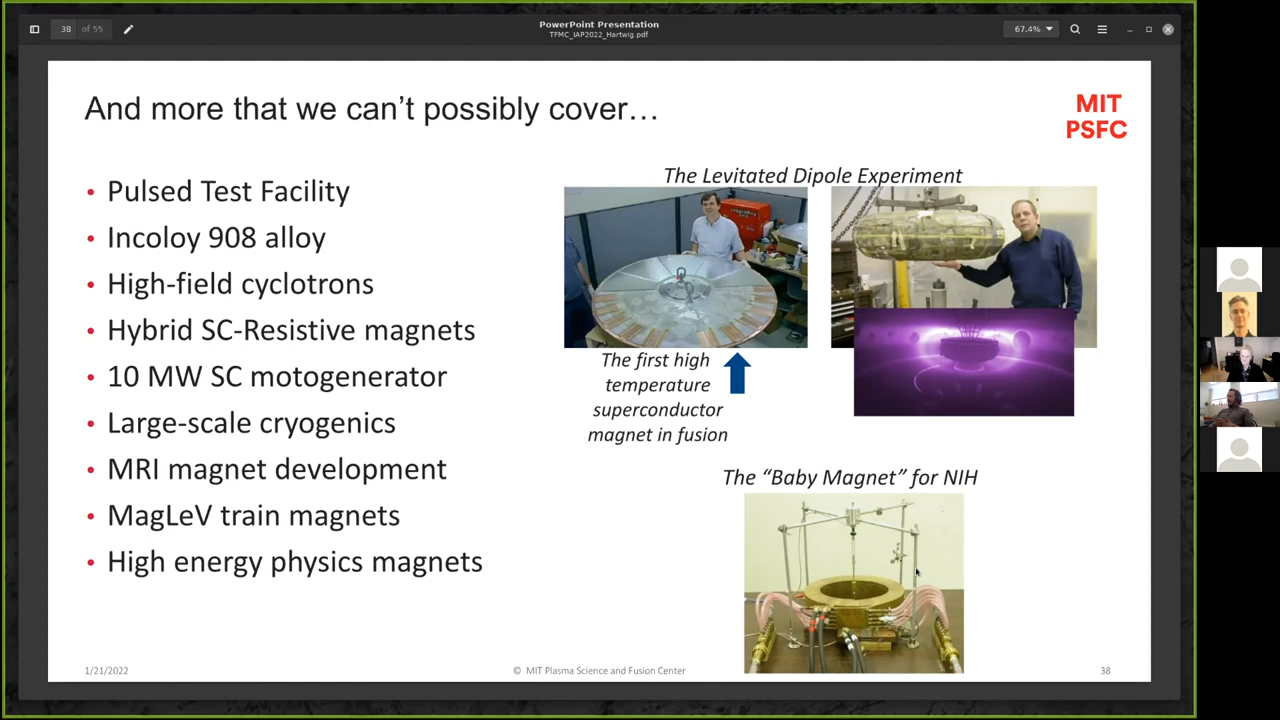 38 of 55
PowerPoint Presentation
TFMC_IAP2022_Hartwig.pdf
67.4%
And more that we can’t possibly cover…
MIT
PSFC
• Pulsed Test Facility
• Incoloy 908 alloy
• High-field cyclotrons
• Hybrid SC-Resistive magnets
• 10 MW SC motogenerator
• Large-scale cryogenics
• MRI magnet development
• MagLeV train magnets
• High energy physics magnets
The Levitated Dipole Experiment
The first high
temperature
superconductor
magnet in fusion
The “Baby Magnet” for NIH
1/21/2022
© MIT Plasma Science and Fusion Center
38